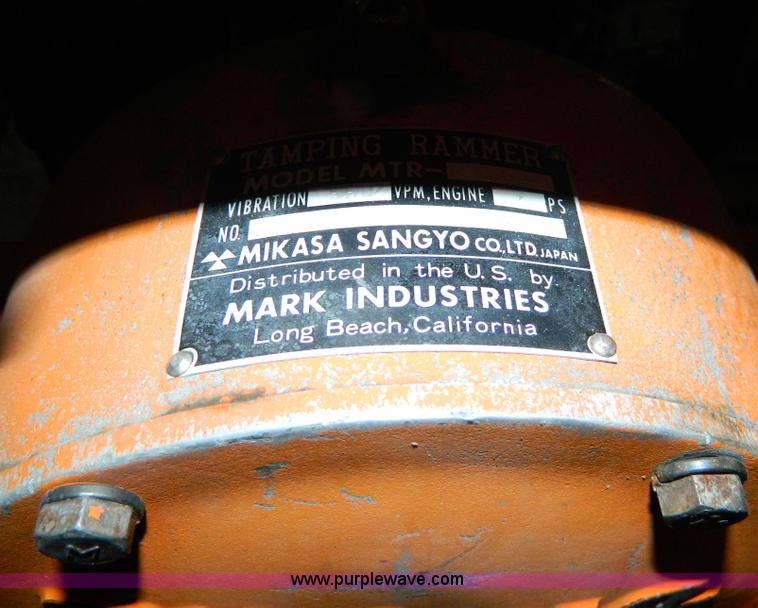 TAMPING RAMMER
MODEL MTR-
VIBRATION VPM, ENGINE PS
NO.
MIKASA SANGYO CO., LTD. JAPAN
Distributed in the U.S. by
MARK INDUSTRIES
Long Beach, California
M
www.purplewave.com